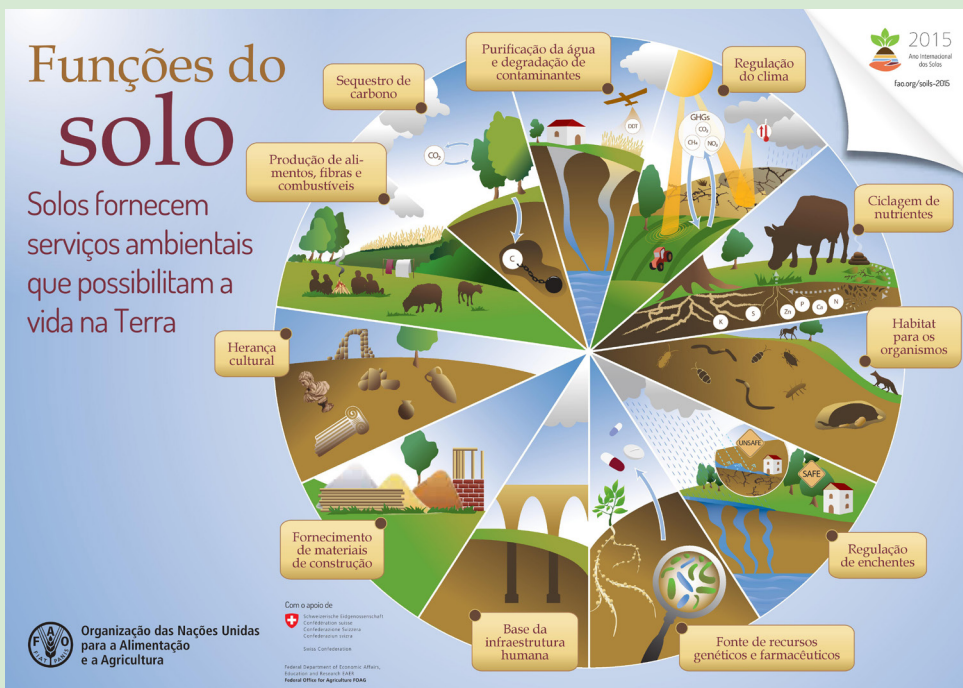 Funções do
solo
Solos fornecem
serviços ambientais
que possibilitam a
vida na Terra
2015
Ano Internacional
dos Solos
fao.org/soils-2015
Purificação da água
e degradação de
contaminantes
Regulação
do clima
Sequestro de
carbono
Produção de ali-
mentos, fibras e
combustíveis
Ciclagem de
nutrientes
Habitat
para os
organismos
Herança
cultural
Fornecimento
de materiais
de construção
Base da
infraestrutura
humana
Fonte de recursos
genéticos e farmacêuticos
Regulação
de enchentes
CO₂
C
DDT
GHGs
CO₂
CH₄
K
S
Zn
P
Ca
N
UNSAFE
SAFE
Com o apoio de
Schweizerische Eidgenossenschaft
Confédération suisse
Confederazione Svizzera
Confederaziun svizra
Swiss Confederation
Federal Department of Economic Affairs,
Education and Research EAER
Federal Office for Agriculture FOAG
FAO
FIAT PANIS
Organização das Nações Unidas
para a Alimentação
e a Agricultura